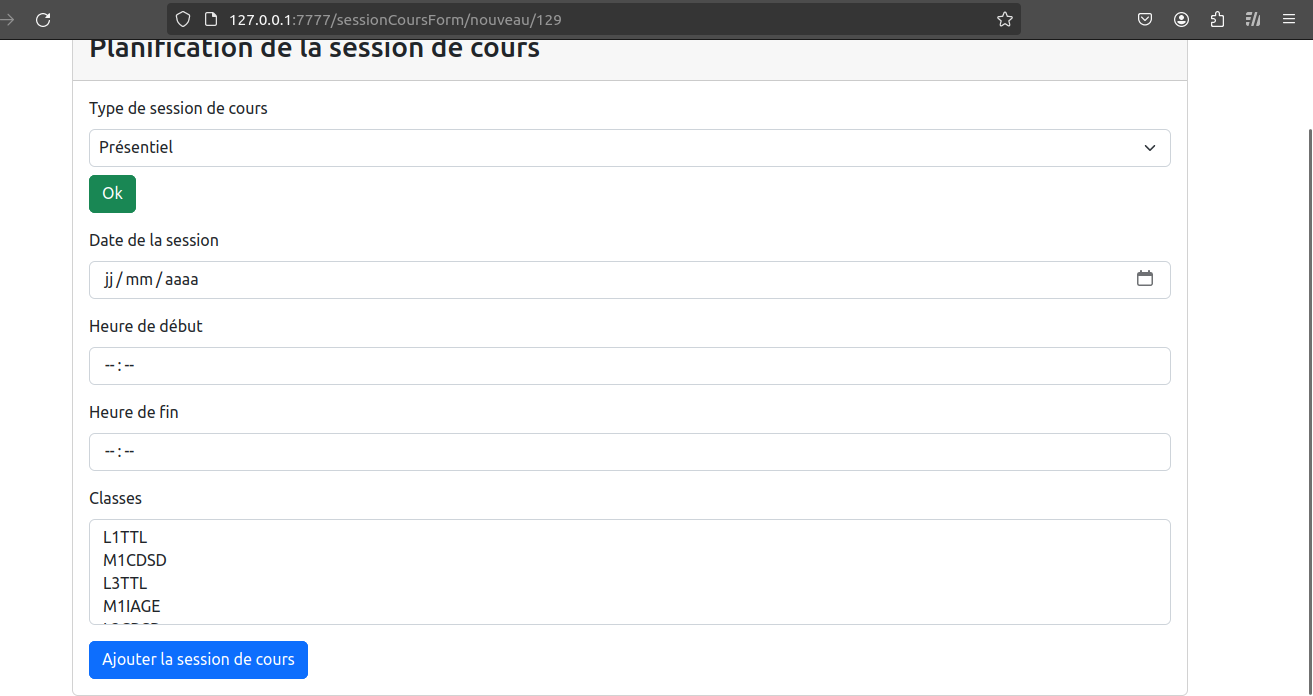 127.0.0.1:7777/sessionCoursForm/nouveau/129
Planification de la session de cours
Type de session de cours
Présentiel
Ok
Date de la session
jj / mm / aaaa
Heure de début
-- : --
Heure de fin
-- : --
Classes
L1TTL
M1CDSD
L3TTL
M1IAGE
Ajouter la session de cours